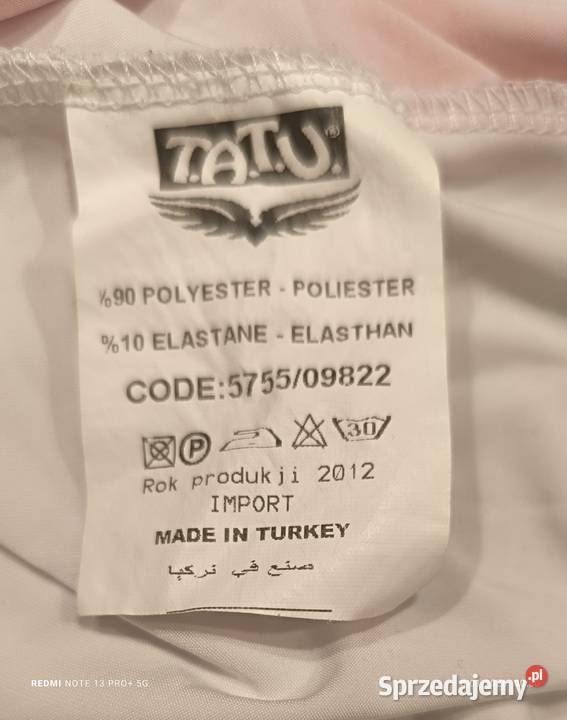 T.A.T.U.®
%90 POLYESTER - POLIESTER
%10 ELASTANE - ELASTHAN
CODE:5755/09822
P 30
Rok produkji 2012
IMPORT
MADE IN TURKEY
صنع في تركيا
REDMI NOTE 13 PRO+ 5G
Sprzedajemy.pl